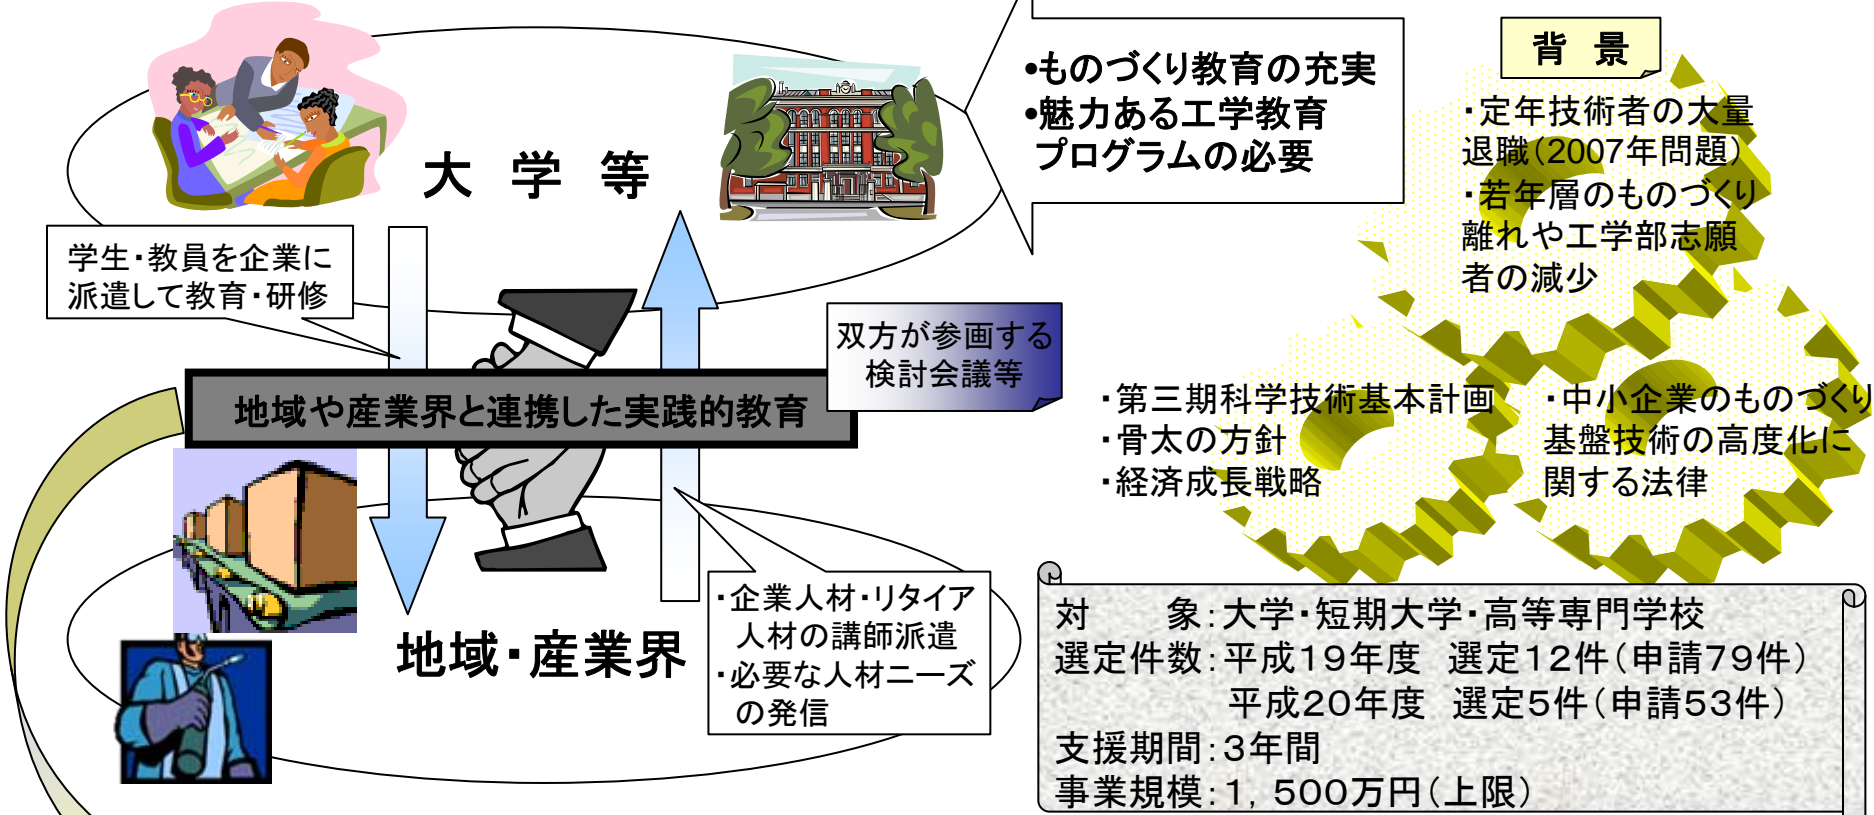 大 学 等
•ものづくり教育の充実
•魅力ある工学教育
プログラムの必要
背 景
・定年技術者の大量
退職(2007年問題)
・若年層のものづくり
離れや工学部志願
者の減少
学生・教員を企業に
派遣して教育・研修
双方が参画する
検討会議等
地域や産業界と連携した実践的教育
・第三期科学技術基本計画
・骨太の方針
・経済成長戦略
・中小企業のものづくり
基盤技術の高度化に
関する法律
地域・産業界
・企業人材・リタイア
人材の講師派遣
・必要な人材ニーズ
の発信
対　　象:大学・短期大学・高等専門学校
選定件数:平成19年度 選定12件(申請79件)
平成20年度 選定5件(申請53件)
支援期間:3年間
事業規模:1,500万円(上限)